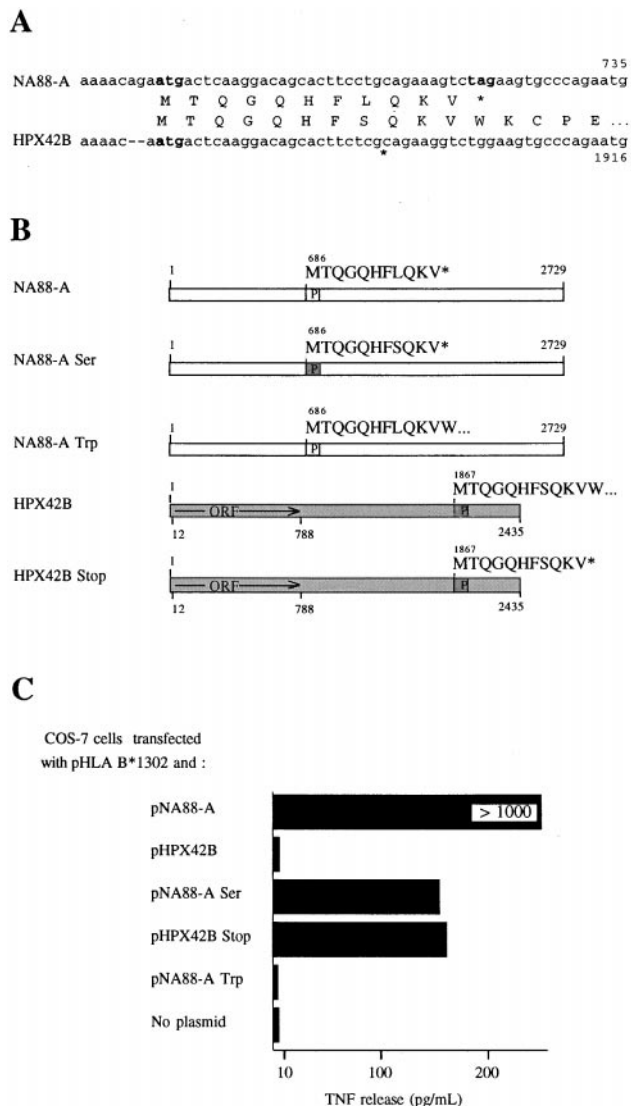 A
735
NA88-A aaaacagaatgactcaaggacagcacttcctgcagaaagtctagaagtgcccagaatg
M T Q G Q H F L Q K V *
M T Q G Q H F S Q K V W K C P E ...
HPX42B aaaac--aatgactcaaggacagcacttctcgcagaaggtctggaagtgcccagaatg
*
1916
B
686
1 MTQGQHFLQKV* 2729
NA88-A P
686
1 MTQGQHFSQKV* 2729
NA88-A Ser P
686
1 MTQGQHFLQKVW... 2729
NA88-A Trp P
1867
1 MTQGQHFSQKVW...
HPX42B ORF P
12 788 2435
1867
1 MTQGQHFSQKV*
HPX42B Stop ORF P
12 788 2435
C
COS-7 cells transfected
with pHLA B*1302 and :
pNA88-A > 1000
pHPX42B
pNA88-A Ser
pHPX42B Stop
pNA88-A Trp
No plasmid
10 100 200
TNF release (pg/mL)